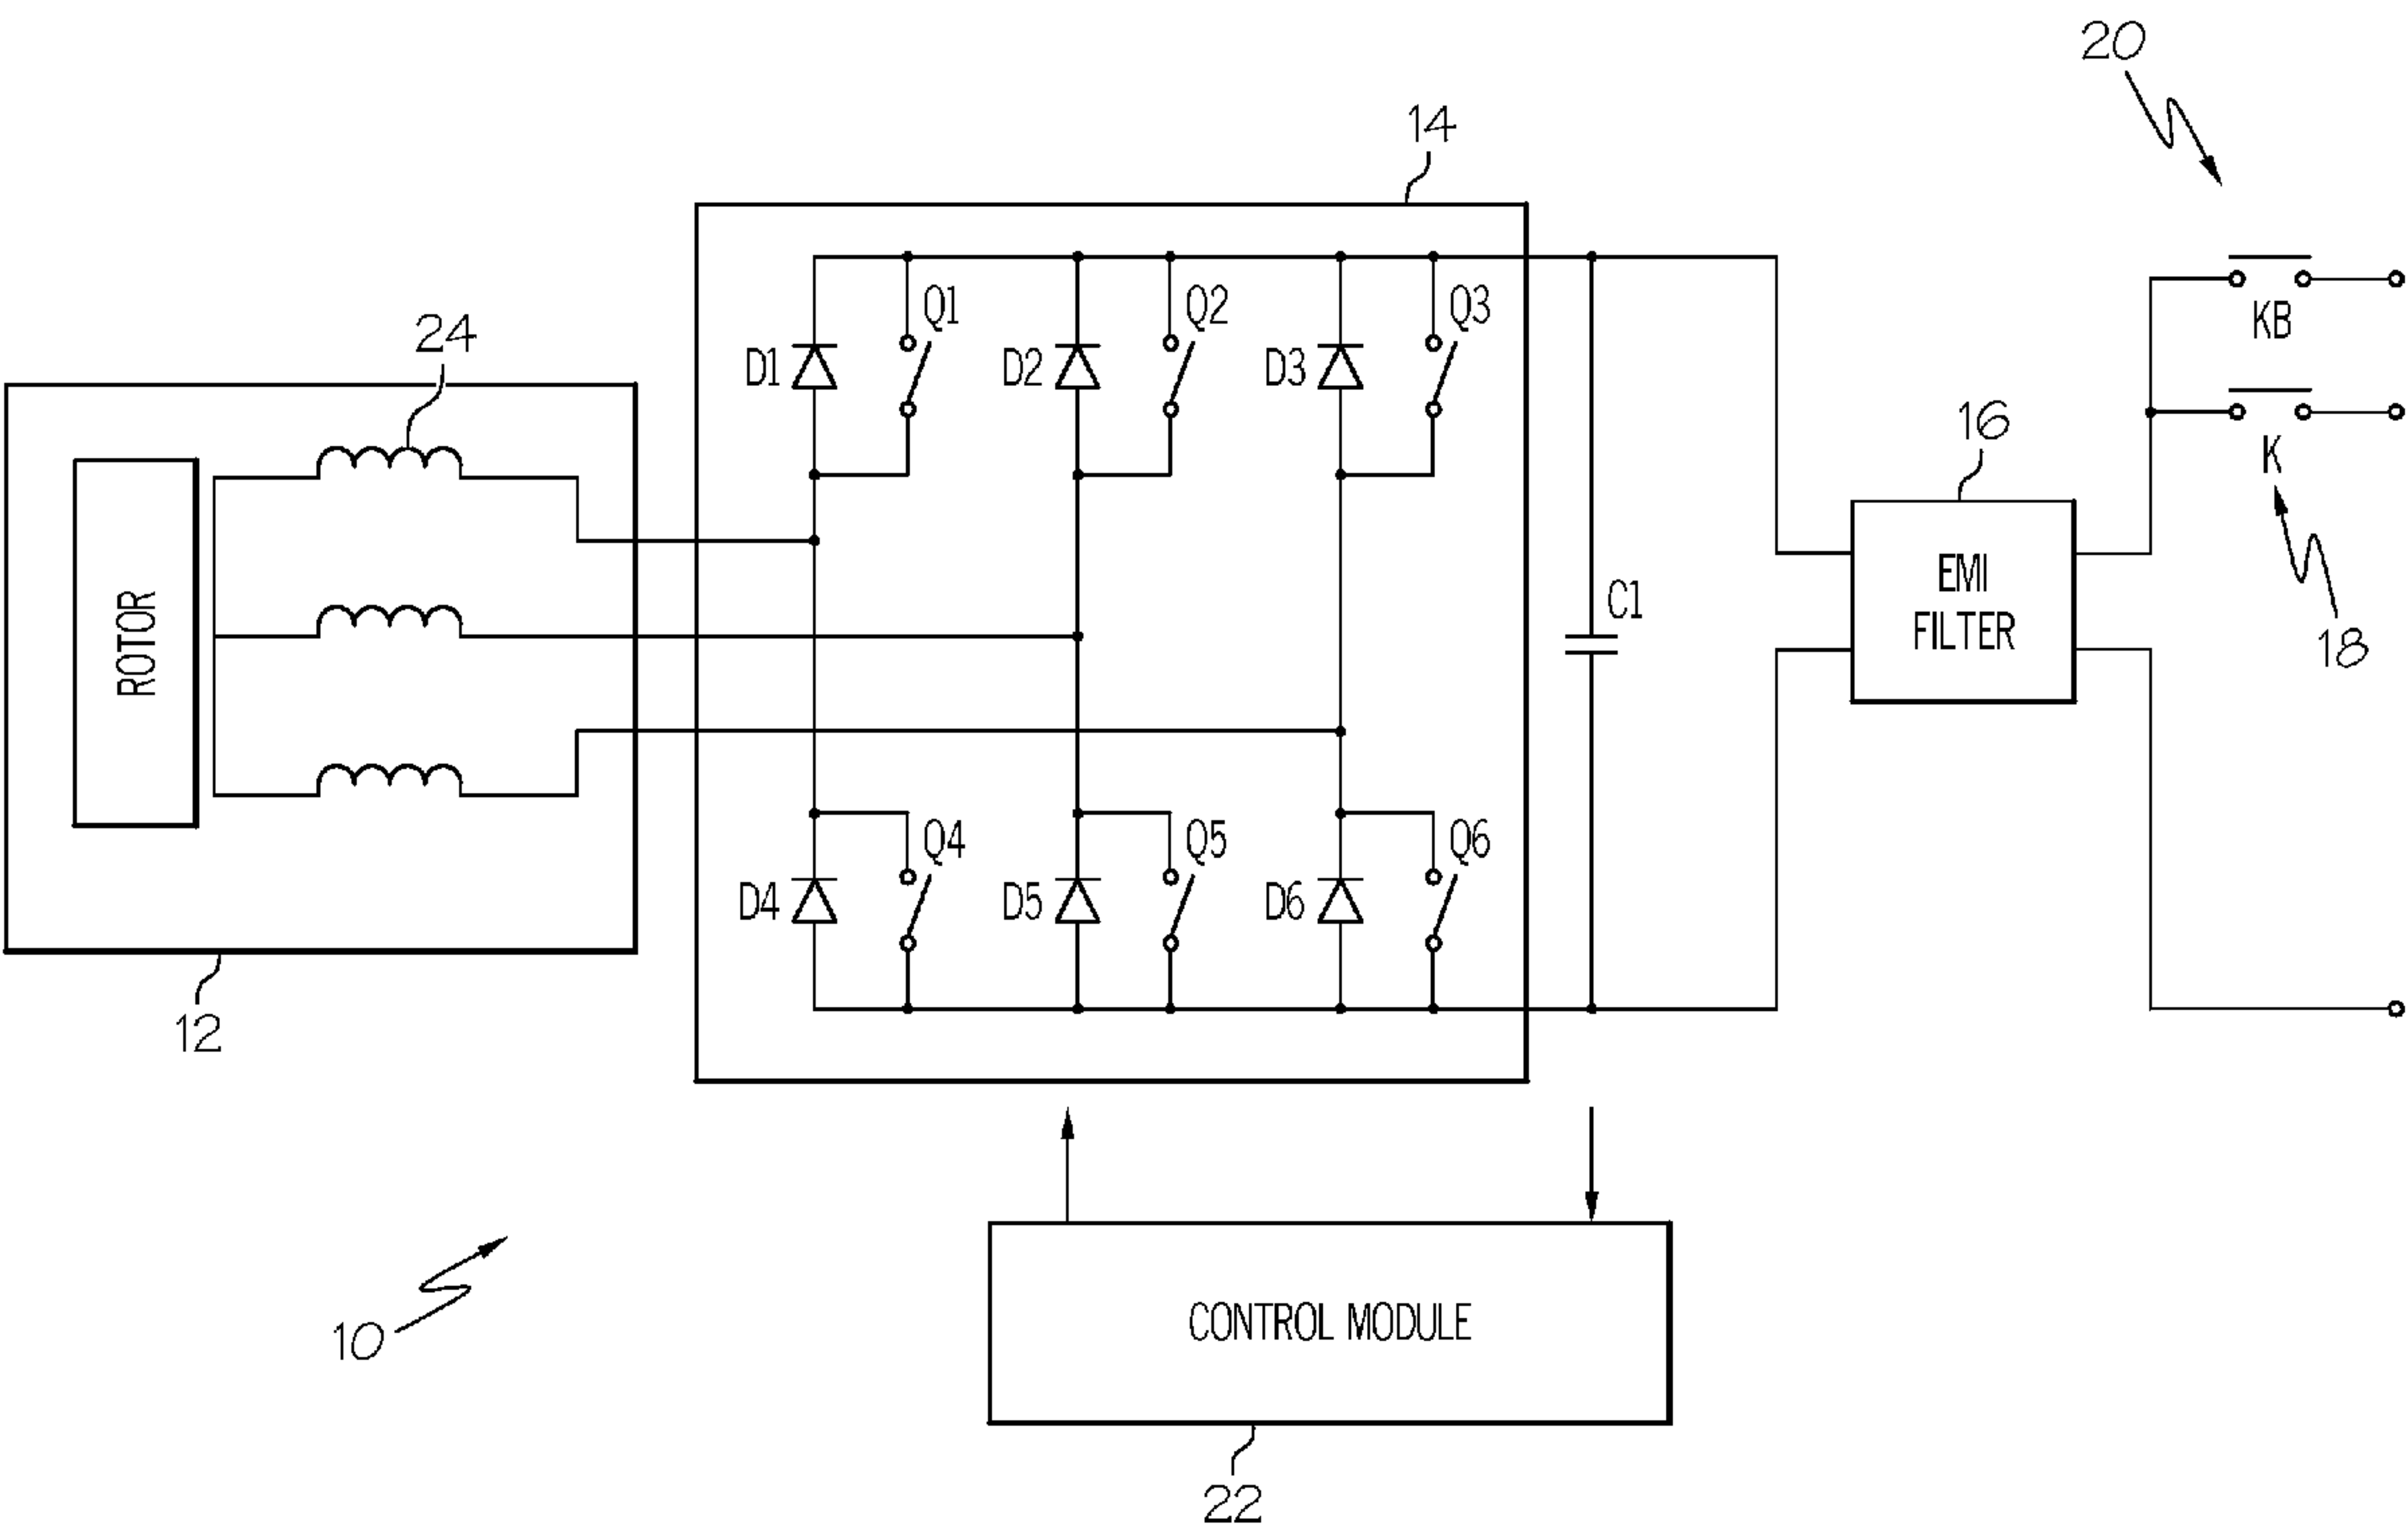 20
14
24
Q1
Q2
Q3
KB
D1
D2
D3
16
K
EMI
FILTER
C1
18
ROTOR
Q4
Q5
Q6
D4
D5
D6
12
CONTROL MODULE
10
22